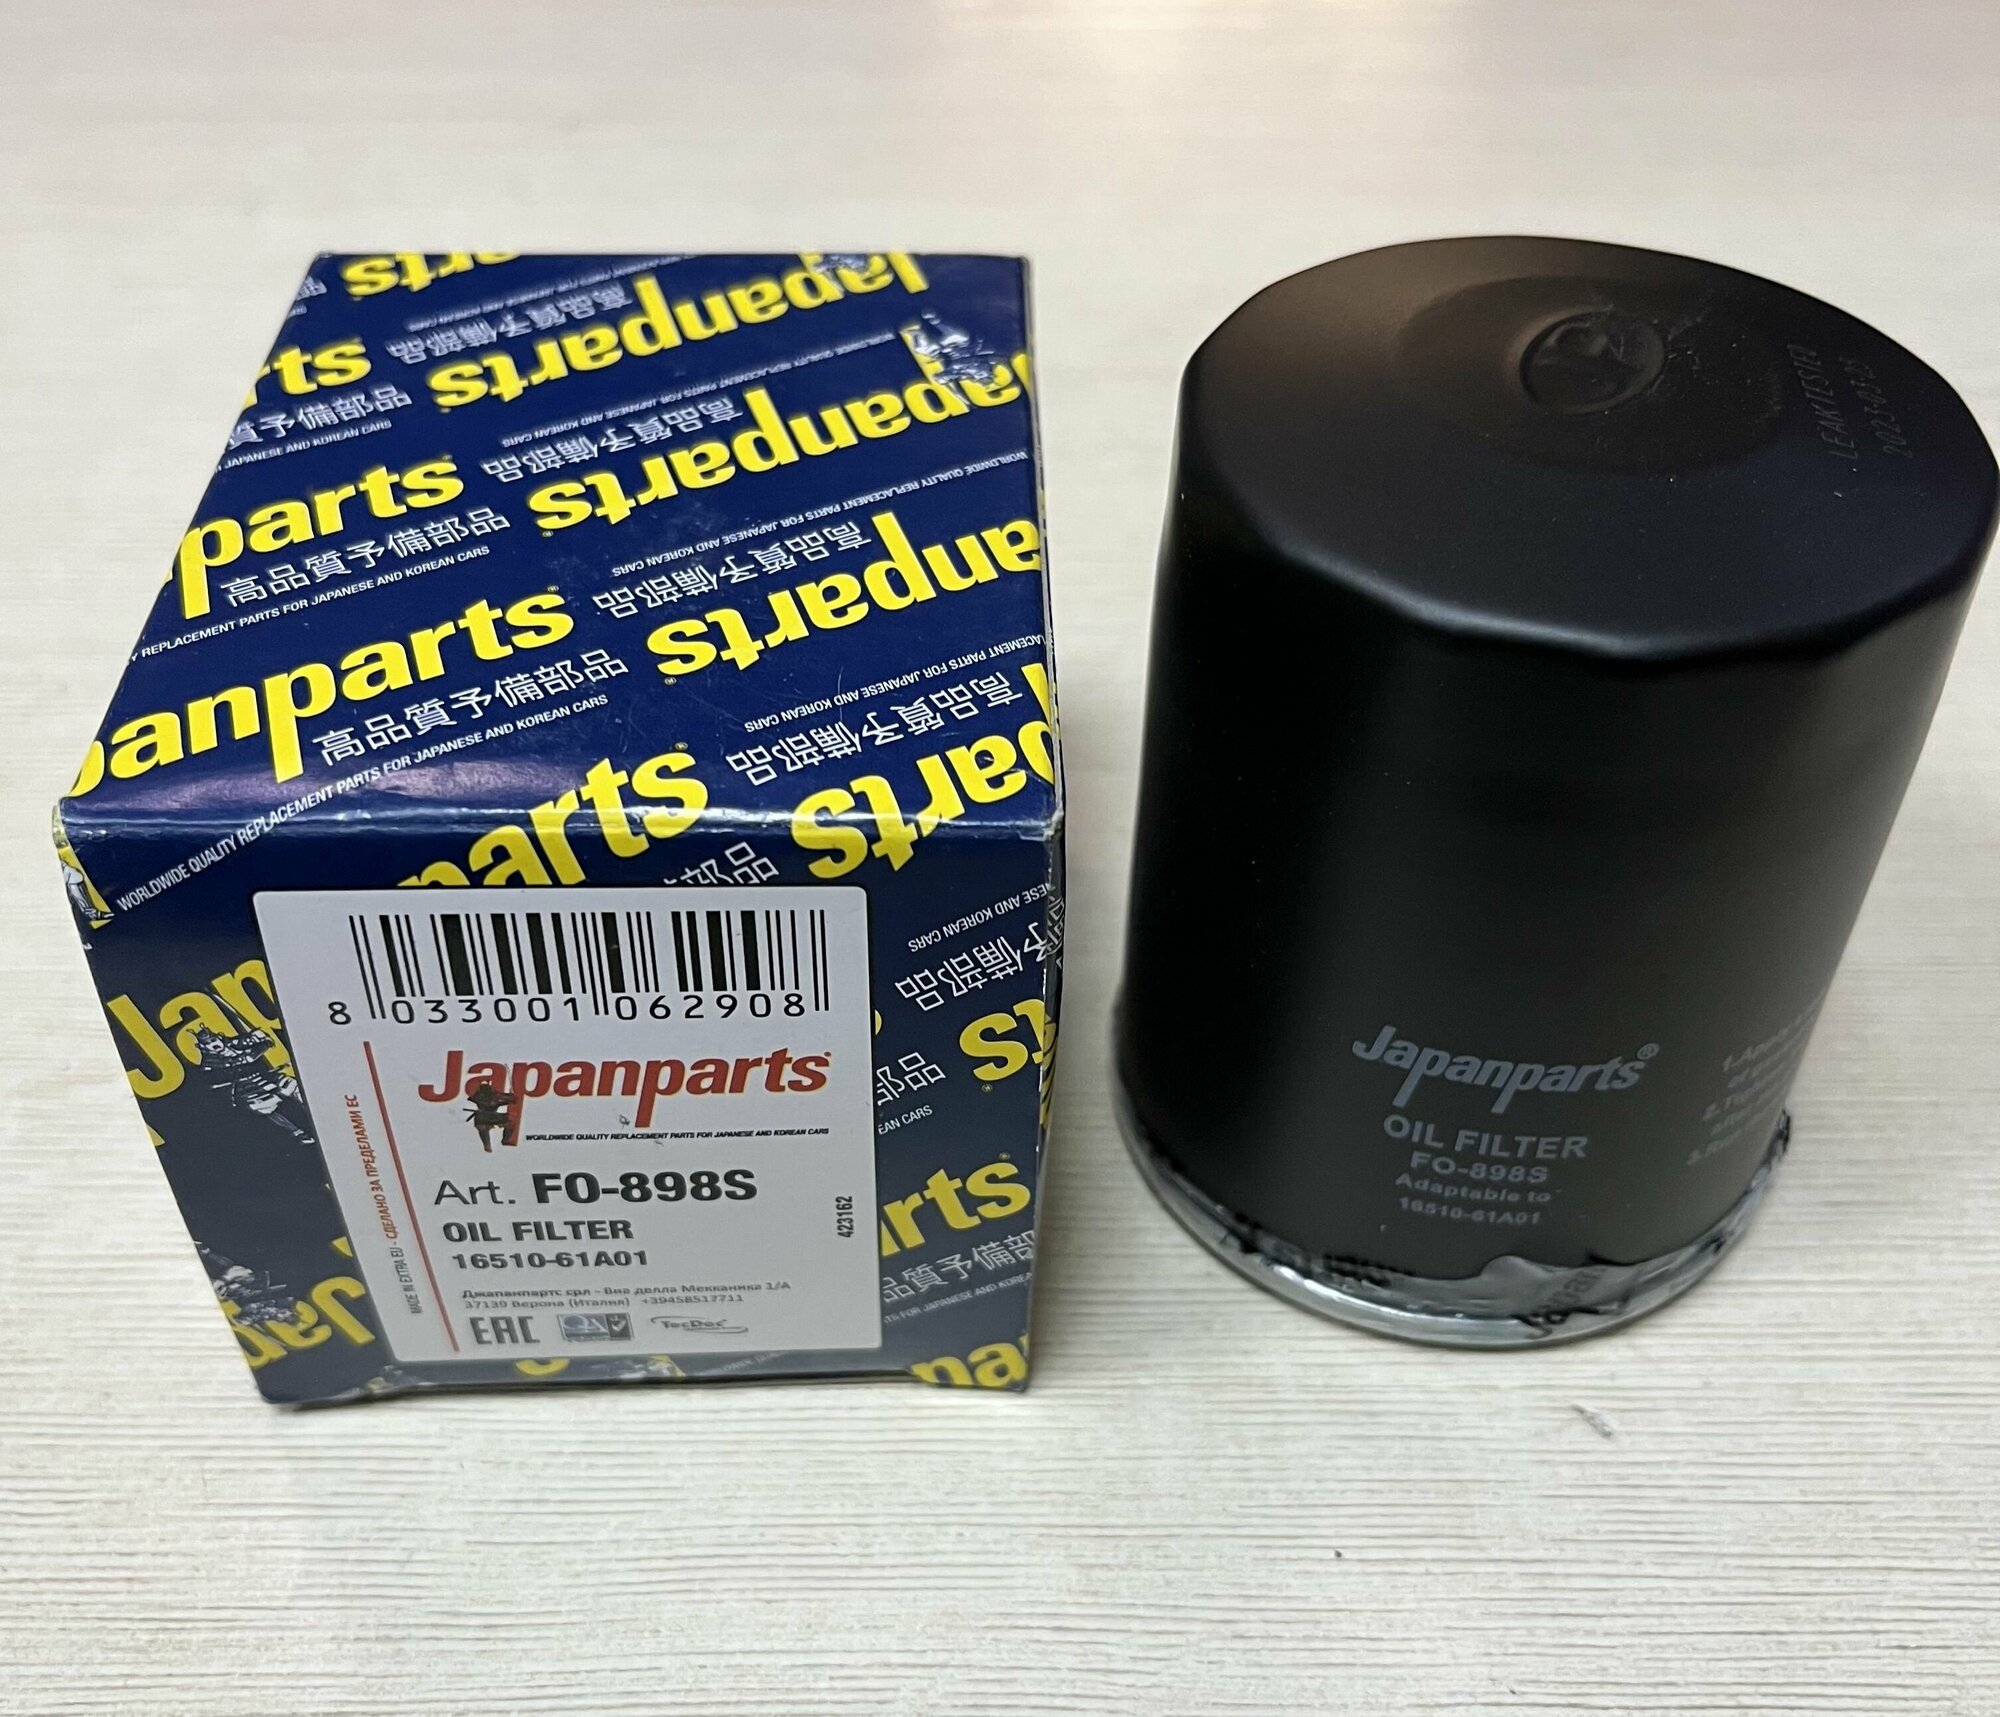 Japanparts
高品質予備部品
WORLDWIDE QUALITY REPLACEMENT PARTS FOR JAPANESE AND KOREAN CARS
8 033001 062908
Japanparts
WORLDWIDE QUALITY REPLACEMENT PARTS FOR JAPANESE AND KOREAN CARS
MADE IN EXTRA EU - СДЕЛАНО ЗА ПРЕДЕЛАМИ ЕС
Art. FO-898S
OIL FILTER
16510-61A01
423162
Джапанпартс срл - Виа делла Мекканика 1/А
37139 Верона (Италия) +39458517711
EAC
TecDoc
LEAKTESTED
2023-03-25
Japanparts®
OIL FILTER
FO-898S
Adaptable to
16510-61A01